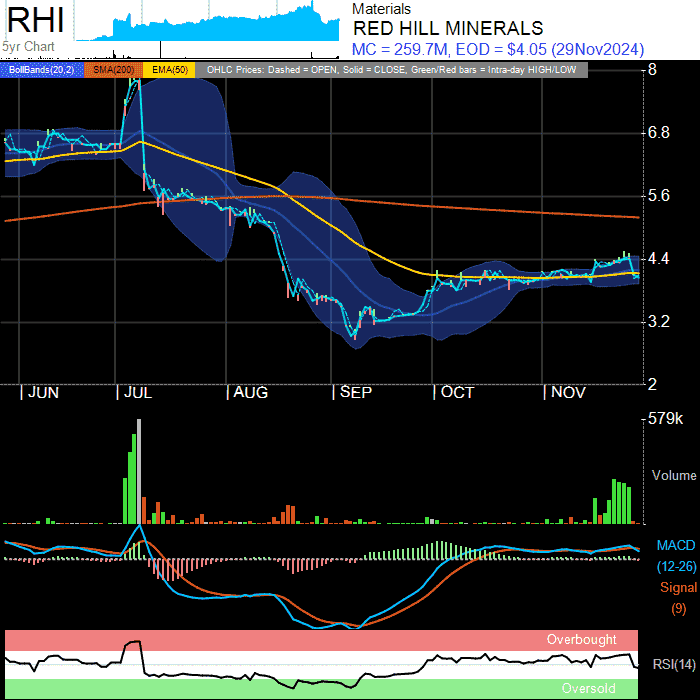 RHI
5yr Chart
Materials
RED HILL MINERALS
MC = 259.7M, EOD = $4.05 (29Nov2024)
BollBands(20,2) SMA(200) EMA(50) OHLC Prices: Dashed = OPEN, Solid = CLOSE, Green/Red bars = Intra-day HIGH/LOW
8
6.8
5.6
4.4
3.2
2
JUN JUL AUG SEP OCT NOV
579k
Volume
MACD
(12-26)
Signal
(9)
Overbought
RSI(14)
Oversold